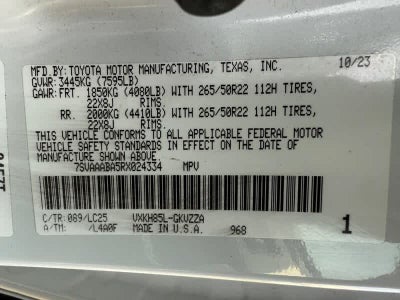 MFD.BY:TOYOTA MOTOR MANUFACTURING, TEXAS, INC. 10/23
GVWR:3445KG (7595LB)
GAWR:FRT. 1850KG (4080LB) WITH 265/50R22 112H TIRES,
22X8J RIMS.
RR. 2000KG (4410LB) WITH 265/50R22 112H TIRES,
22X8J RIMS.
THIS VEHICLE CONFORMS TO ALL APPLICABLE FEDERAL MOTOR
VEHICLE SAFETY STANDARDS IN EFFECT ON THE DATE OF
MANUFACTURE SHOWN ABOVE.
7SVAAABA5RX024334 MPV
C/TR:089/LC25 VXKH85L-GKVZZA
A/TM: /L4A0F MADE IN U.S.A. 968 1